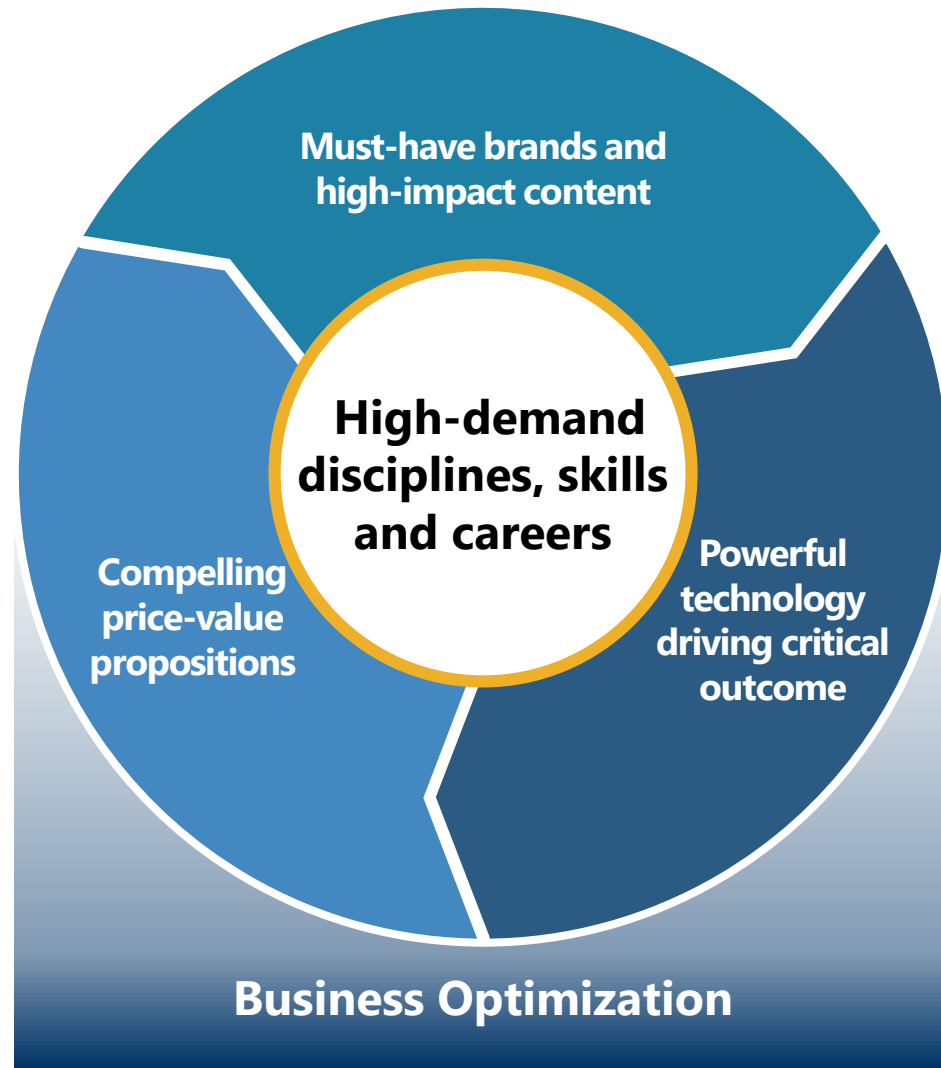 Must-have brands and
high-impact content
High-demand
disciplines, skills
and careers
Compelling
price-value
propositions
Powerful
technology
driving critical
outcome
Business Optimization